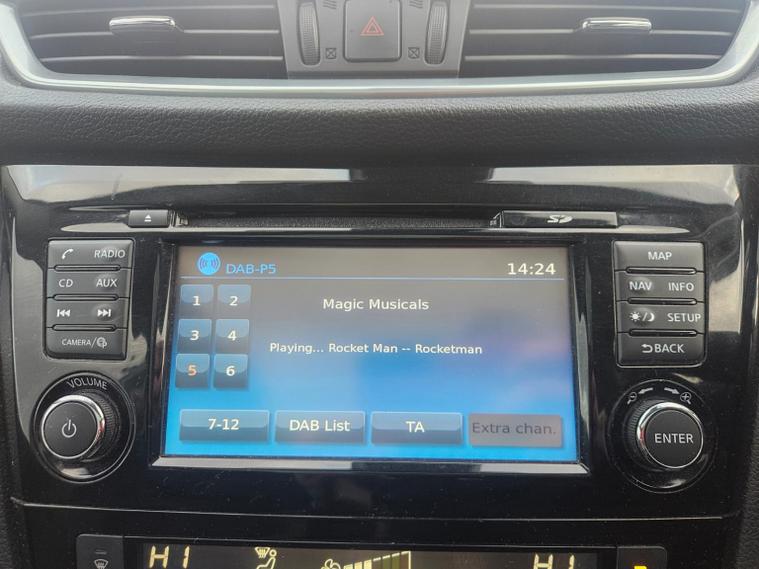 SD
RADIO
CD AUX
CAMERA/
VOLUME
DAB-P5 14:24
1 2
Magic Musicals
3 4
Playing... Rocket Man -- Rocketman
5 6
7-12 DAB List TA Extra chan.
MAP
NAV INFO
SETUP
BACK
ENTER
HI HI